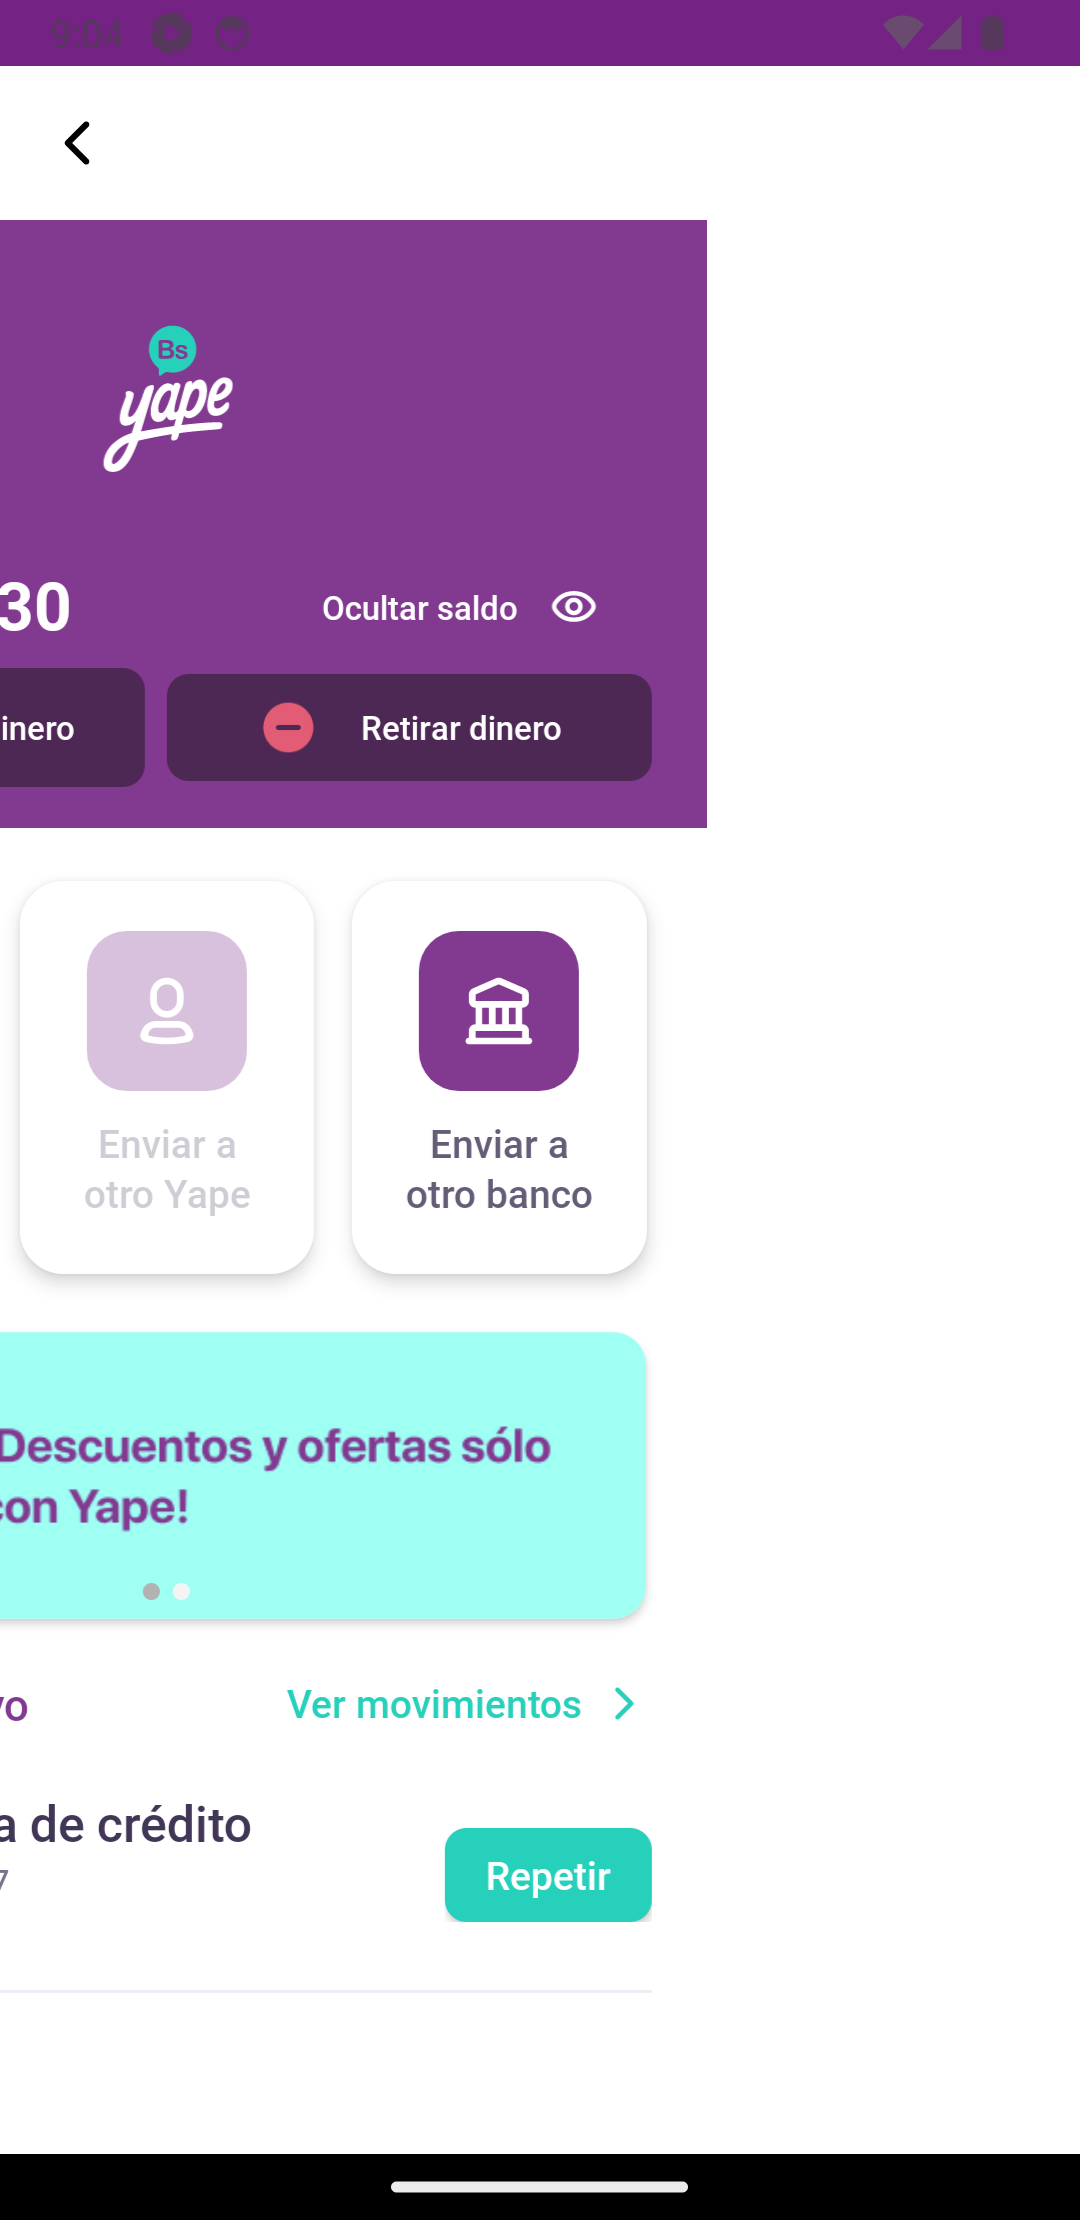 9:04
Bs
yape
30
Ocultar saldo
inero
Retirar dinero
Enviar a
otro Yape
Enviar a
otro banco
Descuentos y ofertas sólo
con Yape!
vo
Ver movimientos
a de crédito
7
Repetir